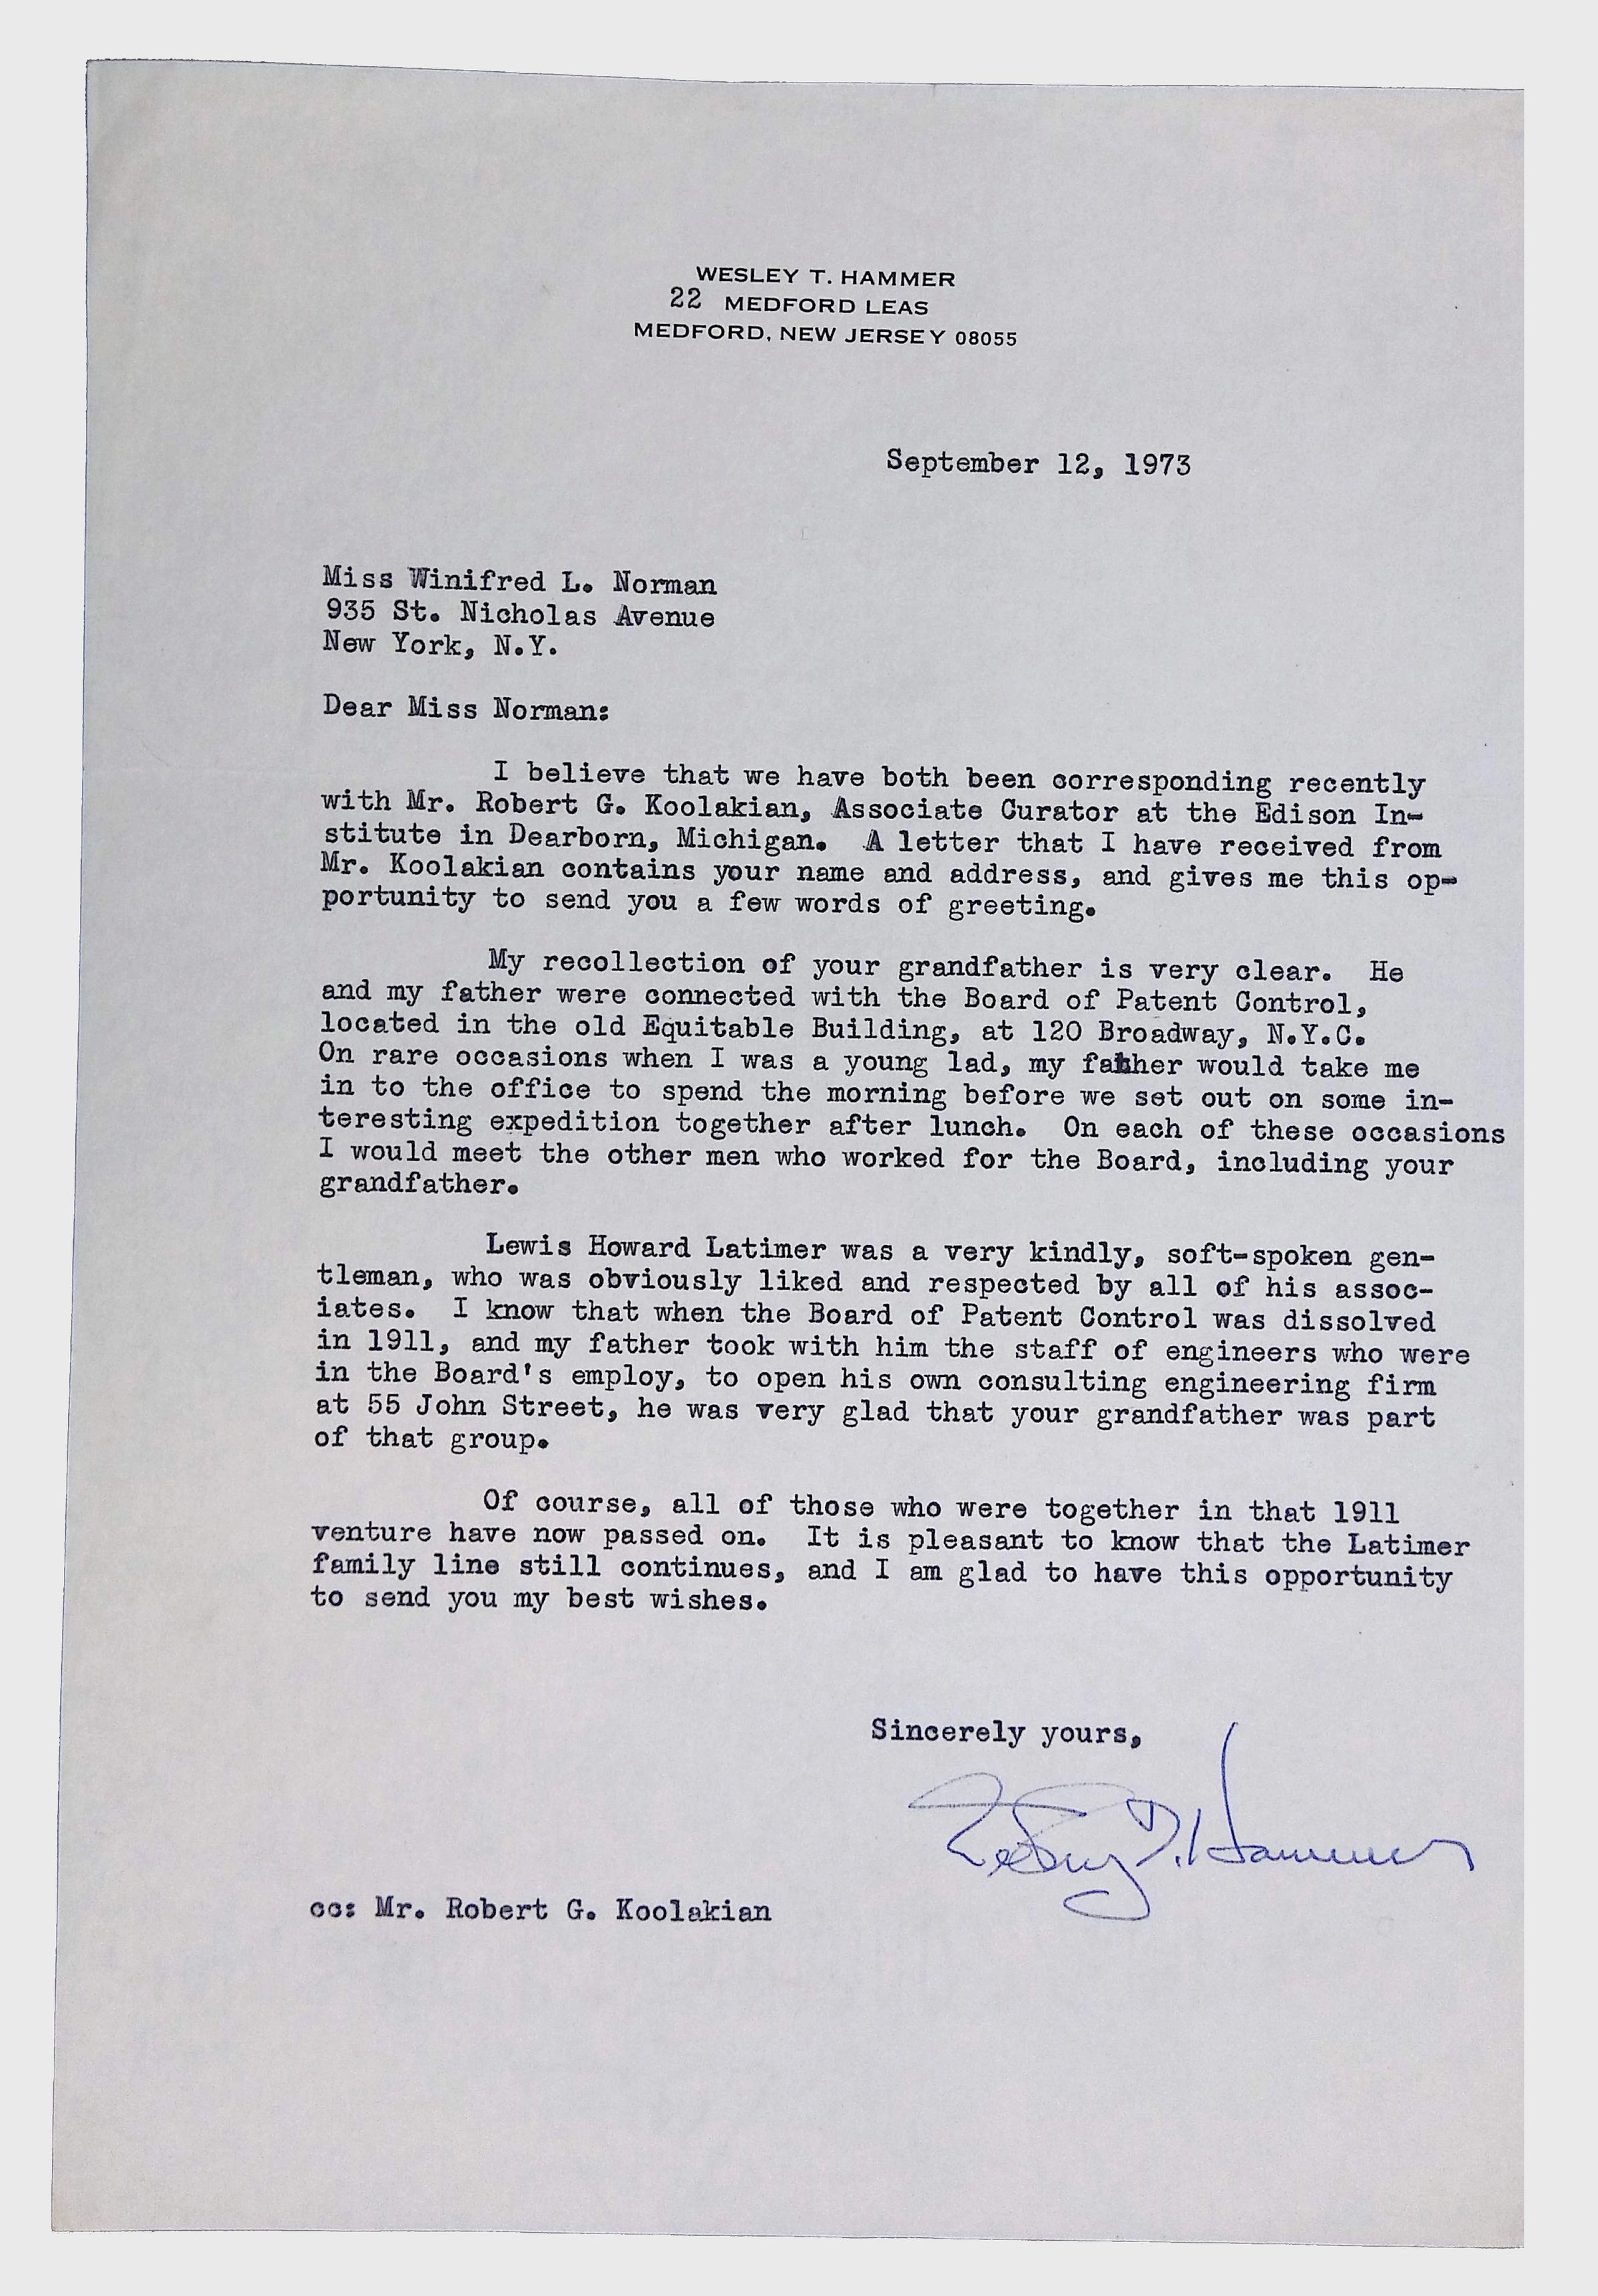 WESLEY T. HAMMER
22 MEDFORD LEAS
MEDFORD, NEW JERSEY 08055
September 12, 1973
Miss Winifred L. Norman
935 St. Nicholas Avenue
New York, N.Y.
Dear Miss Norman:
I believe that we have both been corresponding recently
with Mr. Robert G. Koolakian, Associate Curator at the Edison In-
stitute in Dearborn, Michigan. A letter that I have received from
Mr. Koolakian contains your name and address, and gives me this op-
portunity to send you a few words of greeting.
My recollection of your grandfather is very clear. He
and my father were connected with the Board of Patent Control,
located in the old Equitable Building, at 120 Broadway, N.Y.C.
On rare occasions when I was a young lad, my father would take me
in to the office to spend the morning before we set out on some in-
teresting expedition together after lunch. On each of these occasions
I would meet the other men who worked for the Board, including your
grandfather.
Lewis Howard Latimer was a very kindly, soft-spoken gen-
tleman, who was obviously liked and respected by all of his assoc-
iates. I know that when the Board of Patent Control was dissolved
in 1911, and my father took with him the staff of engineers who were
in the Board's employ, to open his own consulting engineering firm
at 55 John Street, he was very glad that your grandfather was part
of that group.
Of course, all of those who were together in that 1911
venture have now passed on. It is pleasant to know that the Latimer
family line still continues, and I am glad to have this opportunity
to send you my best wishes.
Sincerely yours,
Wesley T. Hammer
cc: Mr. Robert G. Koolakian